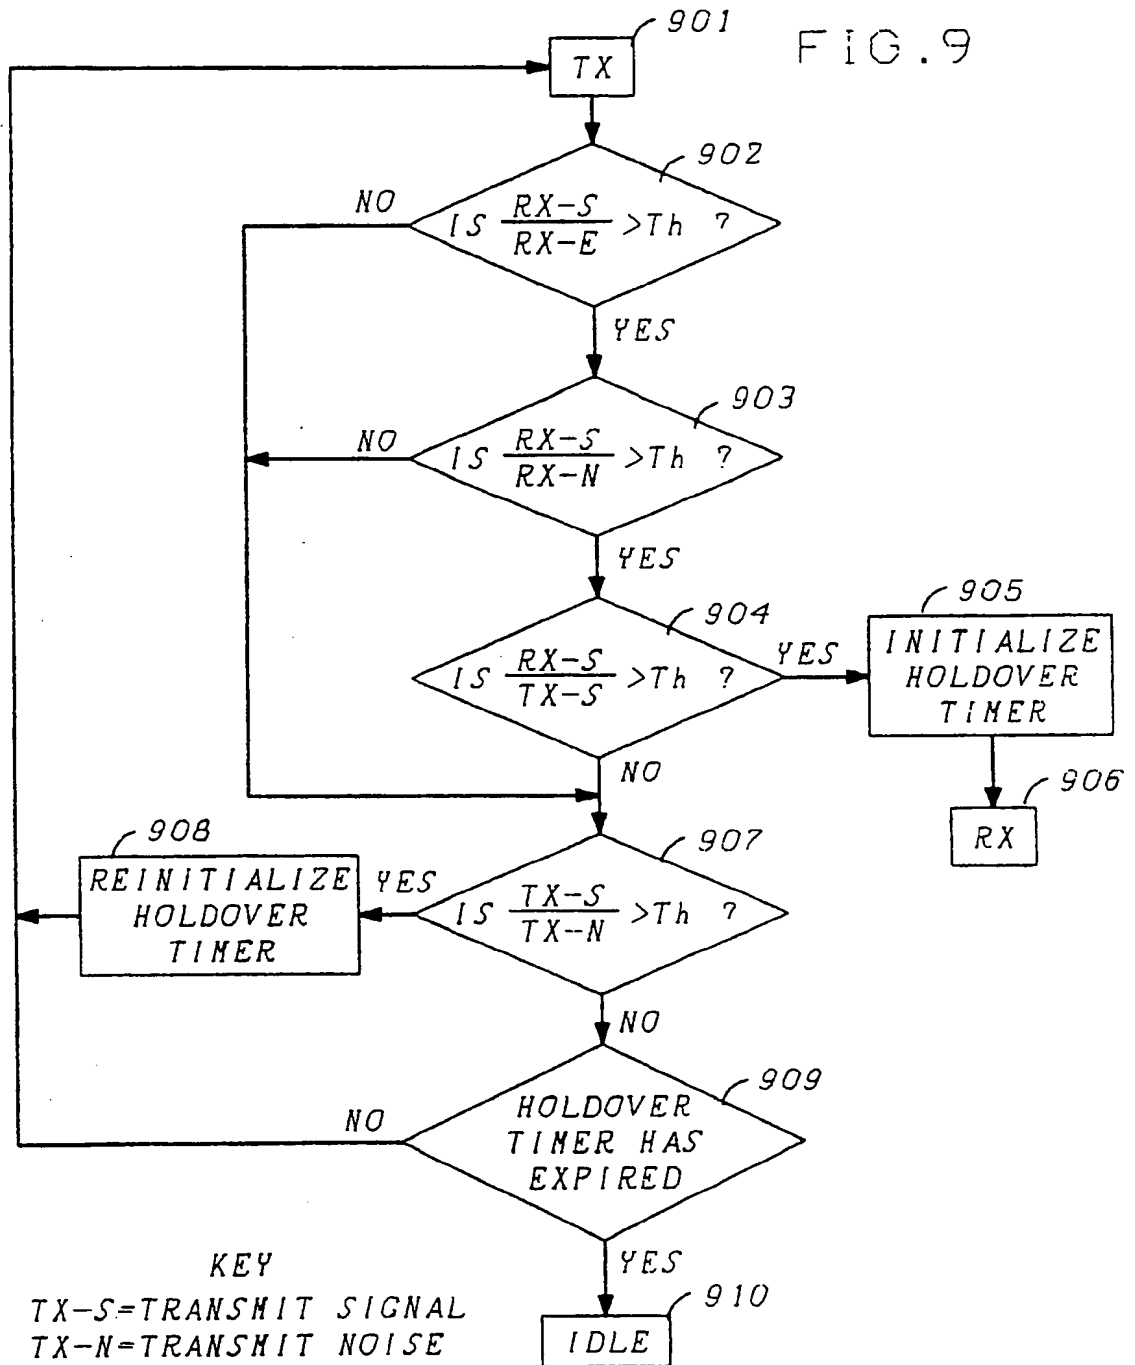 FIG.9
901
TX
902
NO
IS RX-S/RX-E >Th ?
YES
903
NO
IS RX-S/RX-N >Th ?
YES
904
IS RX-S/TX-S >Th ?
YES
905
INITIALIZE
HOLDOVER
TIMER
NO
906
RX
908
REINITIALIZE
HOLDOVER
TIMER
YES
907
IS TX-S/TX-N >Th ?
NO
909
NO
HOLDOVER
TIMER HAS
EXPIRED
YES
910
IDLE
KEY
TX-S=TRANSMIT SIGNAL
TX-N=TRANSMIT NOISE